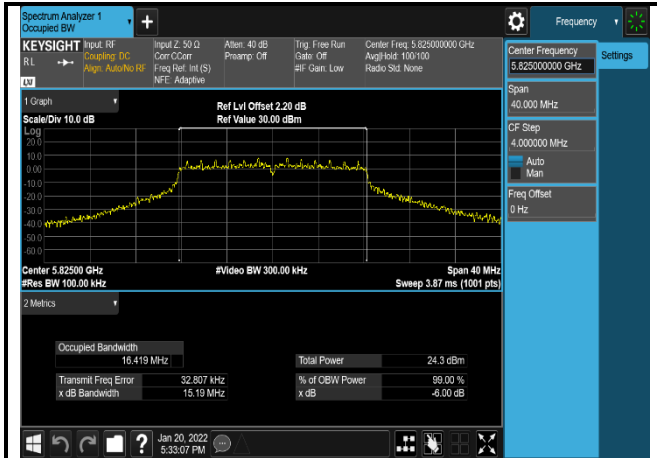 Spectrum Analyzer 1
Occupied BW
Frequency
KEYSIGHT
RL
LXI
Input: RF
Coupling: DC
Align: Auto/No RF
Input Z: 50 Ω
Corr CCorr
Freq Ref: Int (S)
NFE: Adaptive
Atten: 40 dB
Preamp: Off
Trig: Free Run
Gate: Off
#IF Gain: Low
Center Freq: 5.825000000 GHz
Avg|Hold: 100/100
Radio Std: None
Center Frequency
5.825000000 GHz
Settings
Span
40.000 MHz
CF Step
4.000000 MHz
Auto
Man
Freq Offset
0 Hz
1 Graph
Scale/Div 10.0 dB
Ref Lvl Offset 2.20 dB
Ref Value 30.00 dBm
Log
20.0
10.0
0.00
-10.0
-20.0
-30.0
-40.0
-50.0
-60.0
Center 5.82500 GHz
#Res BW 100.00 kHz
#Video BW 300.00 kHz
Span 40 MHz
Sweep 3.87 ms (1001 pts)
2 Metrics
Occupied Bandwidth
16.419 MHz
Transmit Freq Error 32.807 kHz
x dB Bandwidth 15.19 MHz
Total Power 24.3 dBm
% of OBW Power 99.00 %
x dB -6.00 dB
?
Jan 20, 2022
5:33:07 PM